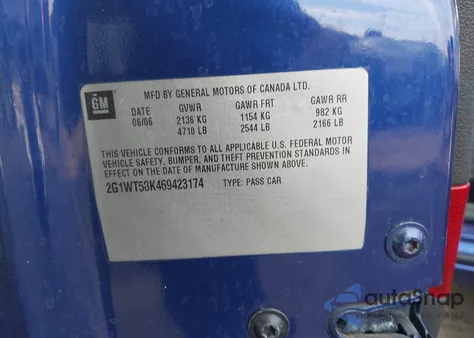 GM
MFD BY GENERAL MOTORS OF CANADA LTD.
DATE GVWR GAWR FRT GAWR RR
06/06 2136 KG 1154 KG 982 KG
4710 LB 2544 LB 2166 LB
THIS VEHICLE CONFORMS TO ALL APPLICABLE U.S. FEDERAL MOTOR
VEHICLE SAFETY, BUMPER, AND THEFT PREVENTION STANDARDS IN
EFFECT ON THE DATE OF MANUFACTURE SHOWN ABOVE.
2G1WT58K469423174 TYPE: PASS CAR
autosnap